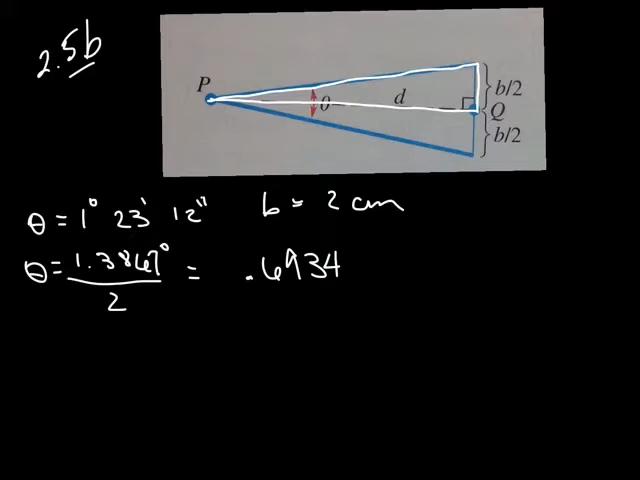 2.5b
P
θ
d
b/2
Q
b/2
θ = 1° 23' 12" b = 2 cm
θ = 1.3867° / 2 = .6934